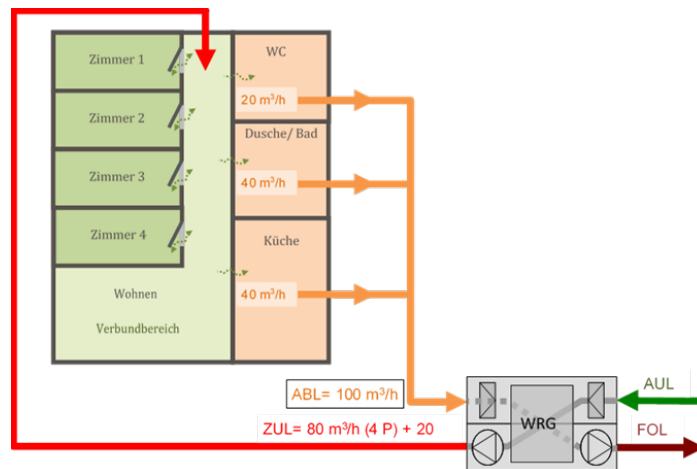 Zimmer 1
WC
20 m³/h
Zimmer 2
Dusche/ Bad
Zimmer 3
40 m³/h
Zimmer 4
Küche
Wohnen
40 m³/h
Verbundbereich
ABL= 100 m³/h
AUL
WRG
ZUL= 80 m³/h (4 P) + 20
FOL